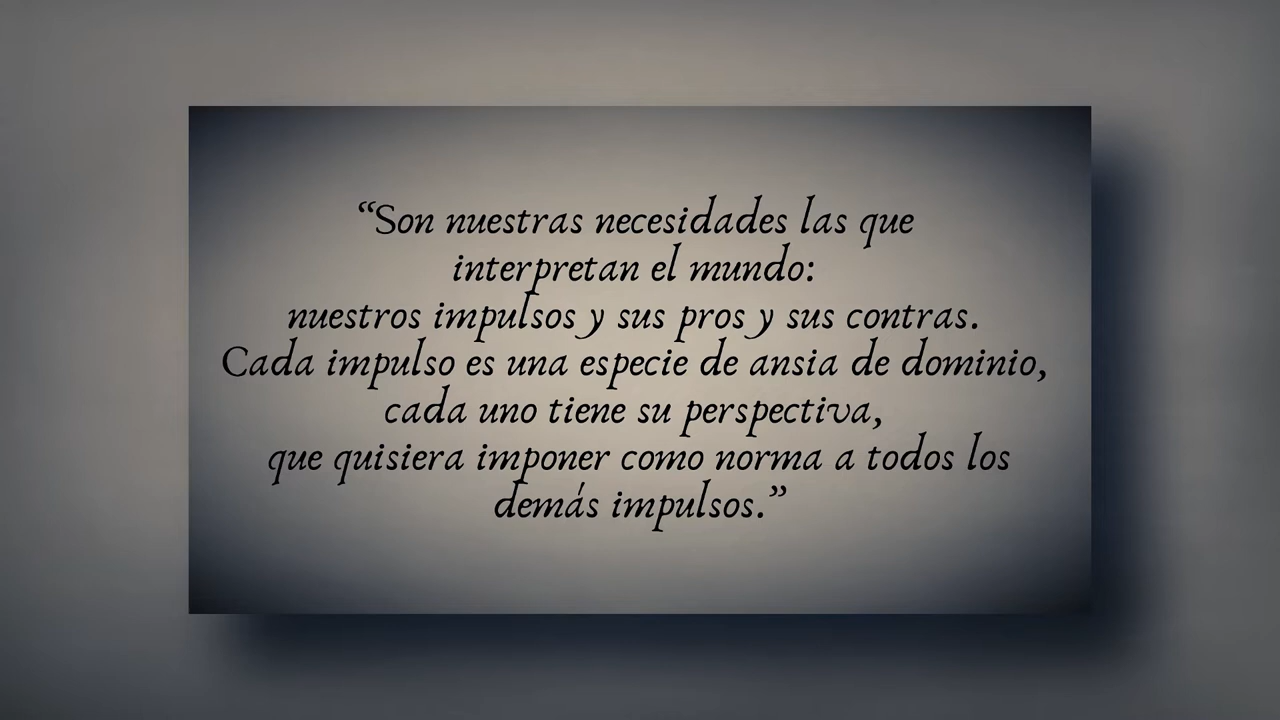 “Son nuestras necesidades las que
interpretan el mundo:
nuestros impulsos y sus pros y sus contras.
Cada impulso es una especie de ansia de dominio,
cada uno tiene su perspectiva,
que quisiera imponer como norma a todos los
demás impulsos.”